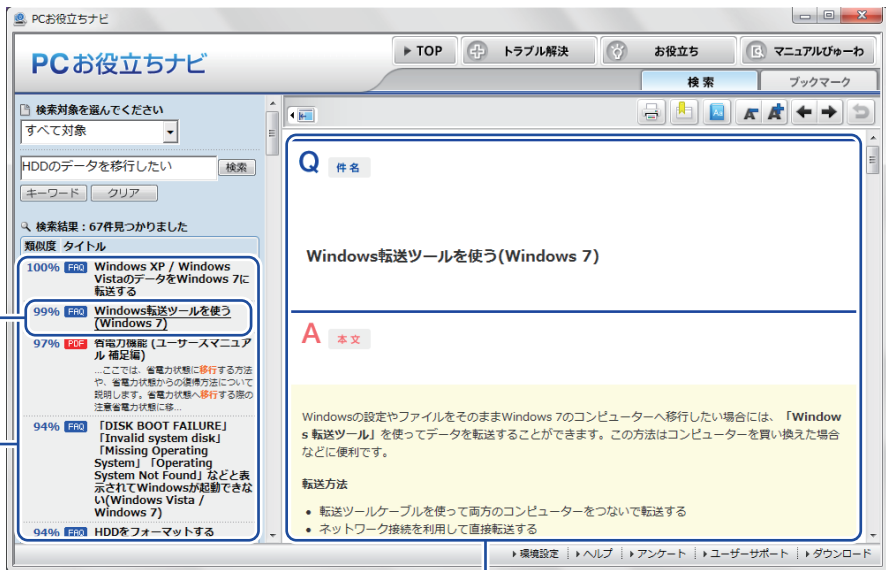 PCお役立ちナビ
PCお役立ちナビ
TOP
トラブル解決
お役立ち
マニュアルびゅーわ
検索
ブックマーク
検索対象を選んでください
すべて対象
HDDのデータを移行したい
検索
キーワード
クリア
検索結果：67件見つかりました
類似度 タイトル
100% FAQ Windows XP / Windows
VistaのデータをWindows 7に
転送する
99% FAQ Windows転送ツールを使う
(Windows 7)
97% PDF 省電力機能 (ユーザーズマニュア
ル 補足編)
…ここでは、省電力状態に移行する方法
や、省電力状態からの復帰方法について
説明します。省電力状態へ移行する際の
注意省電力状態に移...
94% FAQ 「DISK BOOT FAILURE」
「Invalid system disk」
「Missing Operating
System」「Operating
System Not Found」などと表
示されてWindowsが起動できな
い(Windows Vista /
Windows 7)
94% FAQ HDDをフォーマットする
Q 件名
Windows転送ツールを使う(Windows 7)
A 本文
Windowsの設定やファイルをそのままWindows 7のコンピューターへ移行したい場合には、「Window
s 転送ツール」を使ってデータを転送することができます。この方法はコンピューターを買い換えた場合
などに便利です。
転送方法
• 転送ツールケーブルを使って両方のコンピューターをつないで転送する
• ネットワーク接続を利用して直接転送する
環境設定
ヘルプ
アンケート
ユーザーサポート
ダウンロード